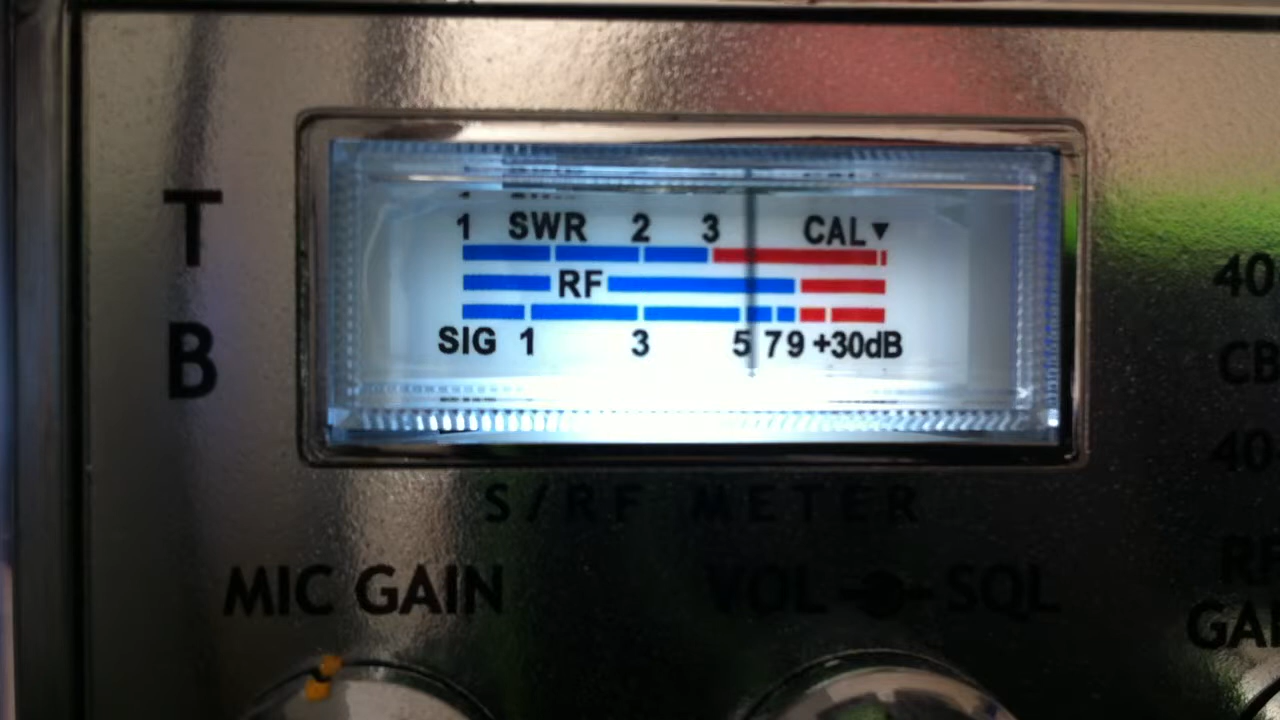 T
B
1 SWR 2 3 CAL▼
RF
SIG 1 3 5 7 9 +30dB
S/RF METER
MIC GAIN
VOL SQL
40
CB
40